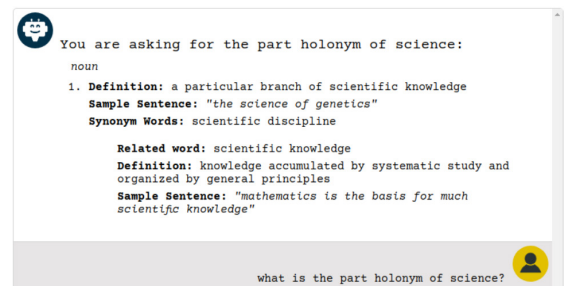 You are asking for the part holonym of science:
noun
1. Definition: a particular branch of scientific knowledge
Sample Sentence: "the science of genetics"
Synonym Words: scientific discipline
Related word: scientific knowledge
Definition: knowledge accumulated by systematic study and
organized by general principles
Sample Sentence: "mathematics is the basis for much
scientific knowledge"
what is the part holonym of science?